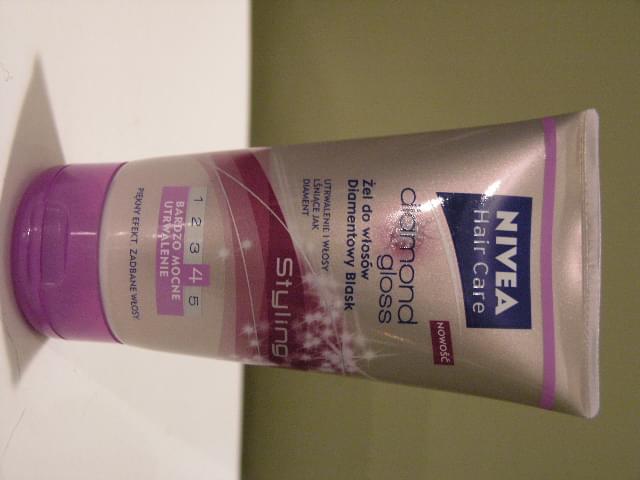 NIVEA
Hair Care
NOWOŚĆ
diamond
gloss
Żel do włosów
Diamentowy Blask
UTRWALENIE I WŁOSY
LŚNIĄCE JAK
DIAMENT
Styling
1 2 3 4 5
BARDZO MOCNE
UTRWALENIE
PIĘKNY EFEKT. ZADBANE WŁOSY.